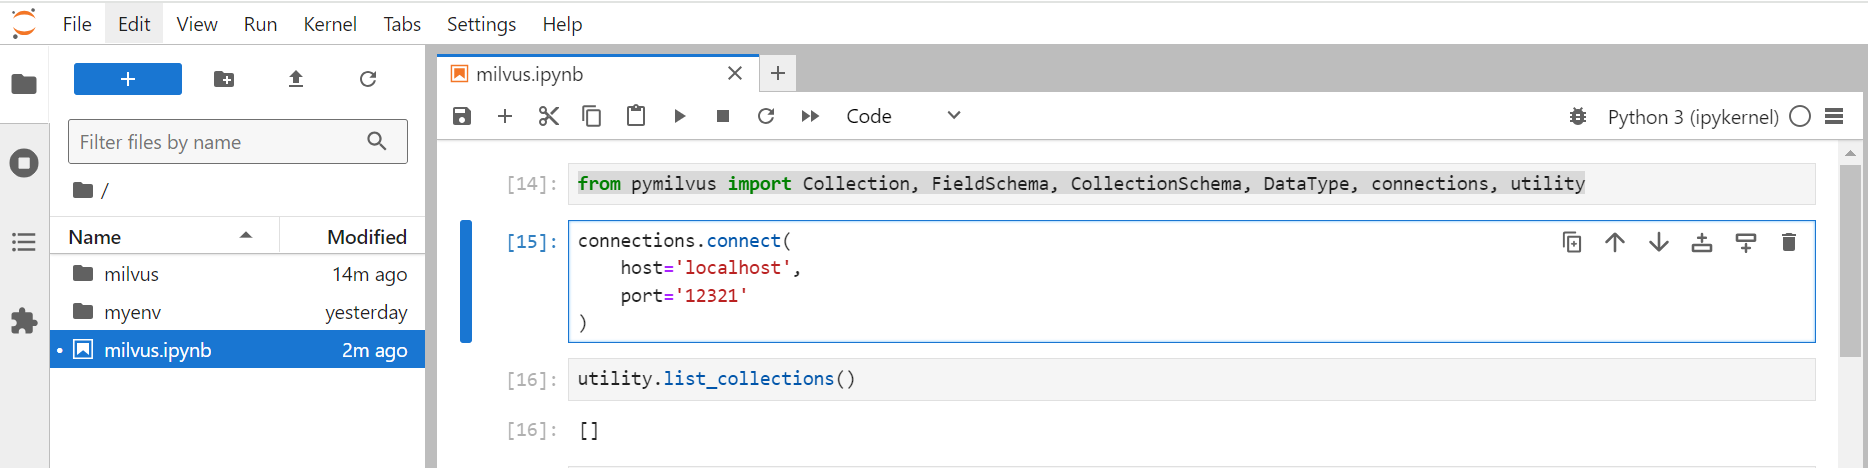 File Edit View Run Kernel Tabs Settings Help
milvus.ipynb
Code
Python 3 (ipykernel)
Filter files by name
/
Name Modified
milvus 14m ago
myenv yesterday
milvus.ipynb 2m ago
[14]: from pymilvus import Collection, FieldSchema, CollectionSchema, DataType, connections, utility
[15]: connections.connect(
host='localhost',
port='12321'
)
[16]: utility.list_collections()
[16]: []